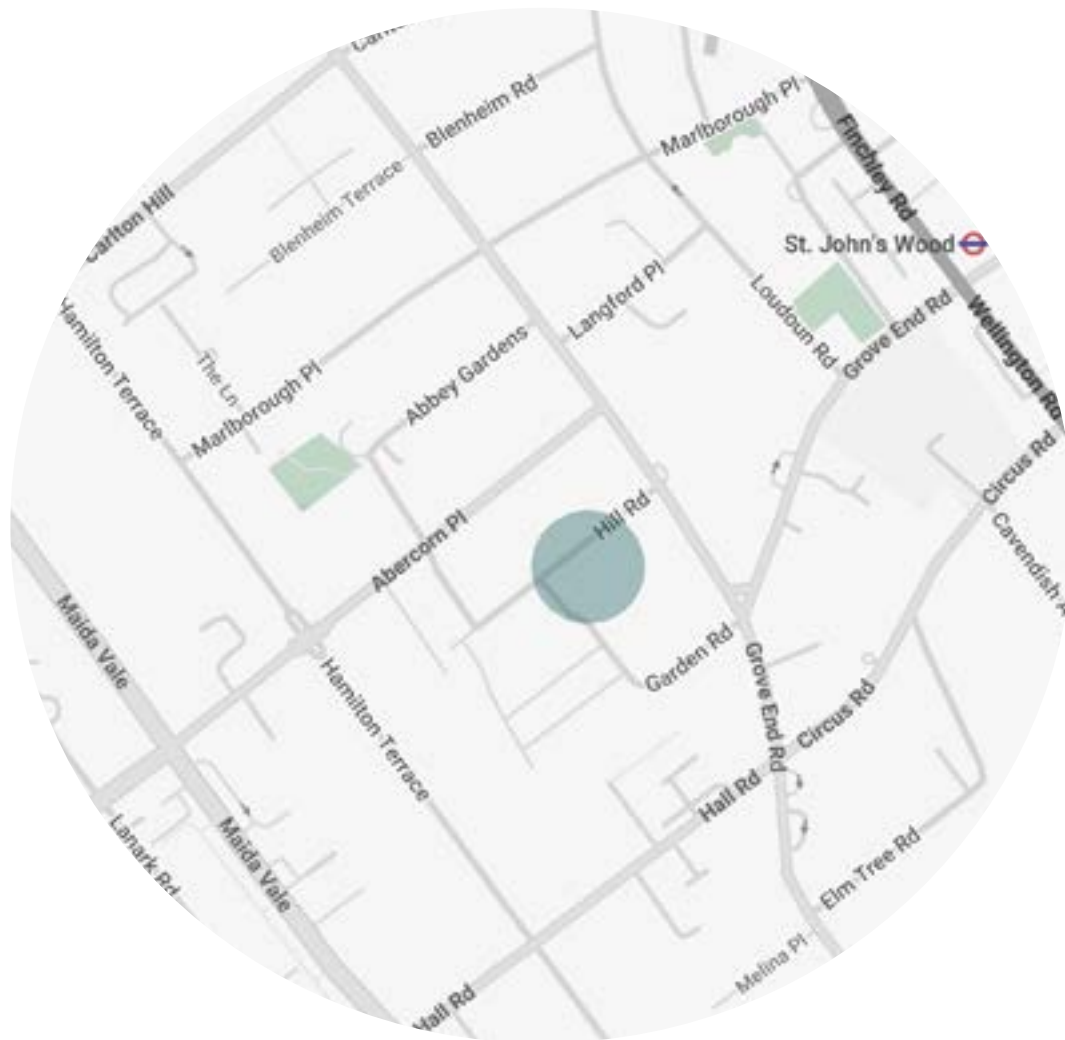 Carlton Hill
Blenheim Rd
Marlborough Pl
Finchley Rd
Blenheim Terrace
St. John's Wood
Langford Pl
Loudoun Rd
Grove End Rd
Wellington Rd
Hamilton Terrace
The Ln
Marlborough Pl
Abbey Gardens
Circus Rd
Abercorn Pl
Hill Rd
Cavendish A
Maida Vale
Hamilton Terrace
Garden Rd
Grove End Rd
Circus Rd
Hall Rd
Lanark Rd
Maida Vale
Elm Tree Rd
Melina Pl
Hall Rd